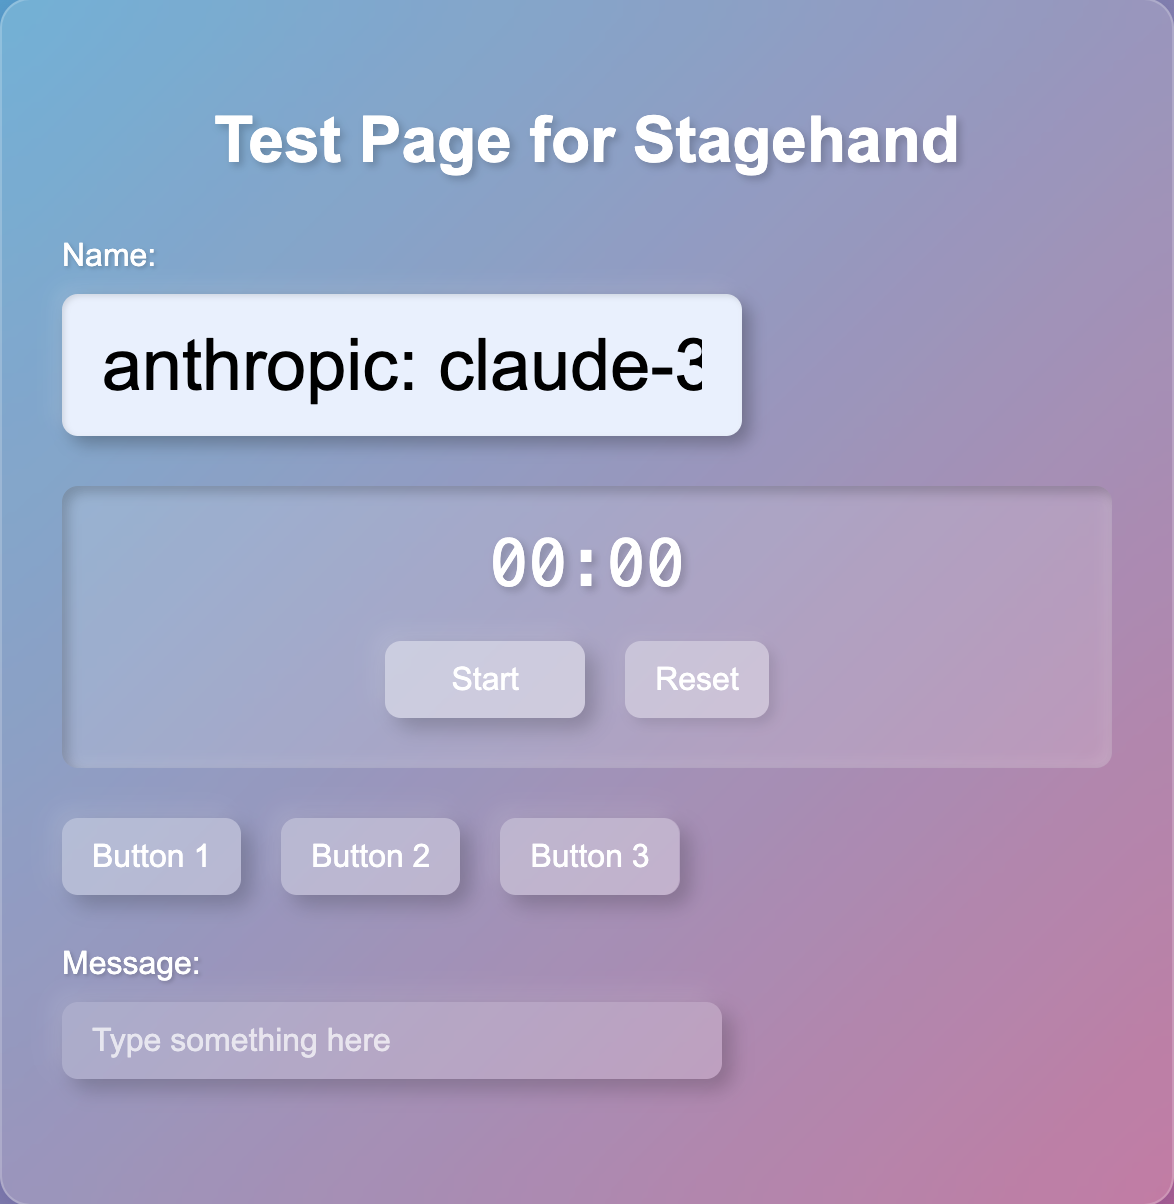 Test Page for Stagehand
Name:
anthropic: claude-3
00:00
Start Reset
Button 1 Button 2 Button 3
Message:
Type something here